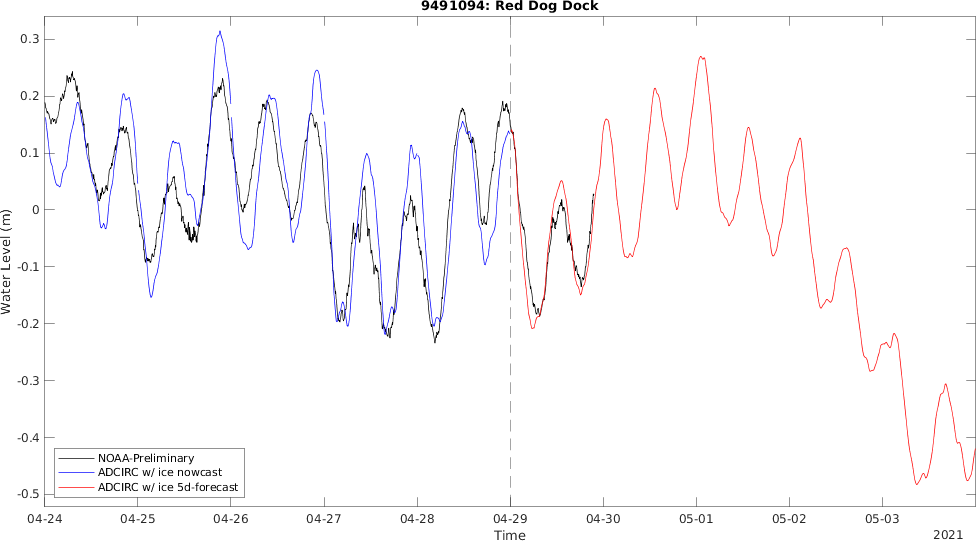 9491094: Red Dog Dock
0.3
0.2
0.1
0
-0.1
-0.2
-0.3
-0.4
-0.5
Water Level (m)
NOAA-Preliminary
ADCIRC w/ ice nowcast
ADCIRC w/ ice 5d-forecast
04-24 04-25 04-26 04-27 04-28 04-29 04-30 05-01 05-02 05-03
Time
2021